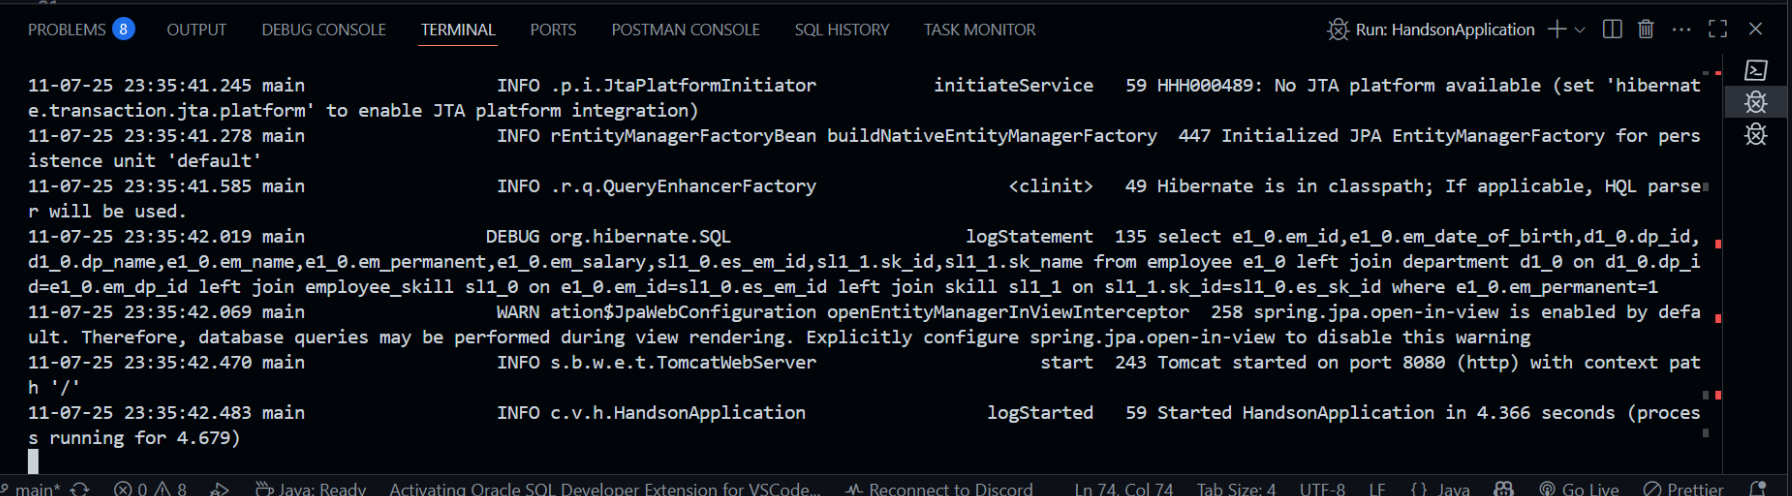 PROBLEMS 8 OUTPUT DEBUG CONSOLE TERMINAL PORTS POSTMAN CONSOLE SQL HISTORY TASK MONITOR Run: HandsonApplication
11-07-25 23:35:41.245 main INFO .p.i.JtaPlatformInitiator initiateService 59 HHH000489: No JTA platform available (set 'hibernat
e.transaction.jta.platform' to enable JTA platform integration)
11-07-25 23:35:41.278 main INFO rEntityManagerFactoryBean buildNativeEntityManagerFactory 447 Initialized JPA EntityManagerFactory for pers
istence unit 'default'
11-07-25 23:35:41.585 main INFO .r.q.QueryEnhancerFactory <clinit> 49 Hibernate is in classpath; If applicable, HQL parse
r will be used.
11-07-25 23:35:42.019 main DEBUG org.hibernate.SQL logStatement 135 select e1_0.em_id,e1_0.em_date_of_birth,d1_0.dp_id,
d1_0.dp_name,e1_0.em_name,e1_0.em_permanent,e1_0.em_salary,sl1_0.es_em_id,sl1_1.sk_id,sl1_1.sk_name from employee e1_0 left join department d1_0 on d1_0.dp_i
d=e1_0.em_dp_id left join employee_skill sl1_0 on e1_0.em_id=sl1_0.es_em_id left join skill sl1_1 on sl1_1.sk_id=sl1_0.es_sk_id where e1_0.em_permanent=1
11-07-25 23:35:42.069 main WARN ation$JpaWebConfiguration openEntityManagerInViewInterceptor 258 spring.jpa.open-in-view is enabled by defa
ult. Therefore, database queries may be performed during view rendering. Explicitly configure spring.jpa.open-in-view to disable this warning
11-07-25 23:35:42.470 main INFO s.b.w.e.t.TomcatWebServer start 243 Tomcat started on port 8080 (http) with context pat
h '/'
11-07-25 23:35:42.483 main INFO c.v.h.HandsonApplication logStarted 59 Started HandsonApplication in 4.366 seconds (proces
s running for 4.679)
main* 0 8 Java: Ready Activating Oracle SQL Developer Extension for VSCode... Reconnect to Discord Ln 74, Col 74 Tab Size: 4 UTF-8 LF {} Java Go Live Prettier